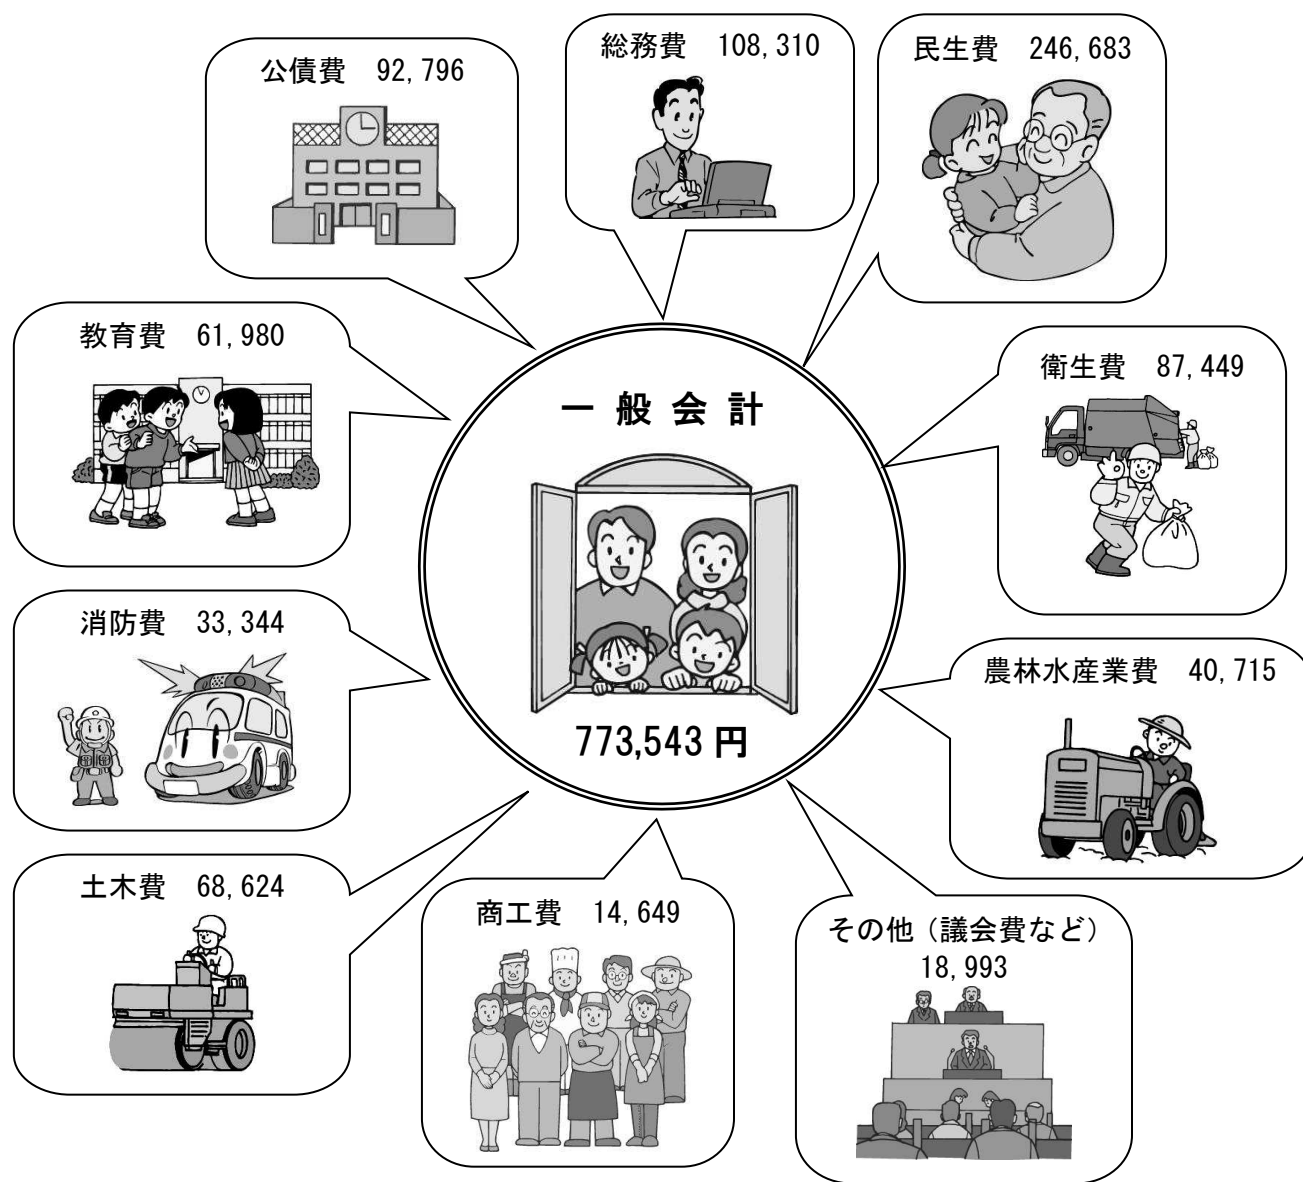 総務費 108,310
民生費 246,683
公債費 92,796
教育費 61,980
衛生費 87,449
一般会計
773,543 円
消防費 33,344
農林水産業費 40,715
土木費 68,624
商工費 14,649
その他（議会費など）
18,993